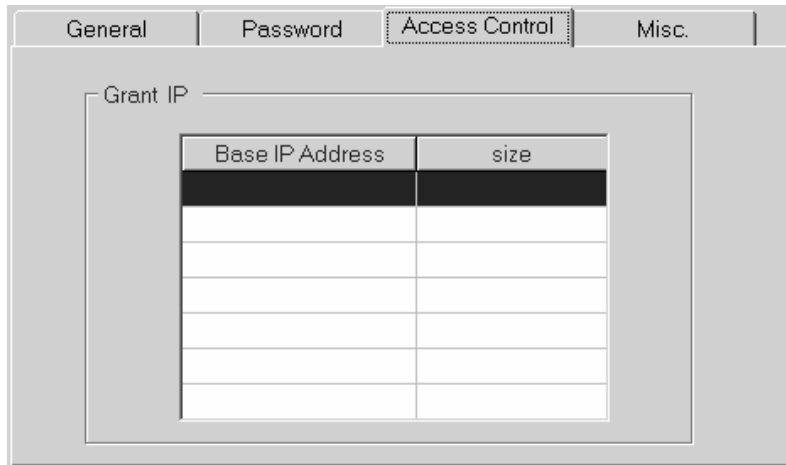 General Password Access Control Misc.
Grant IP
Base IP Address size